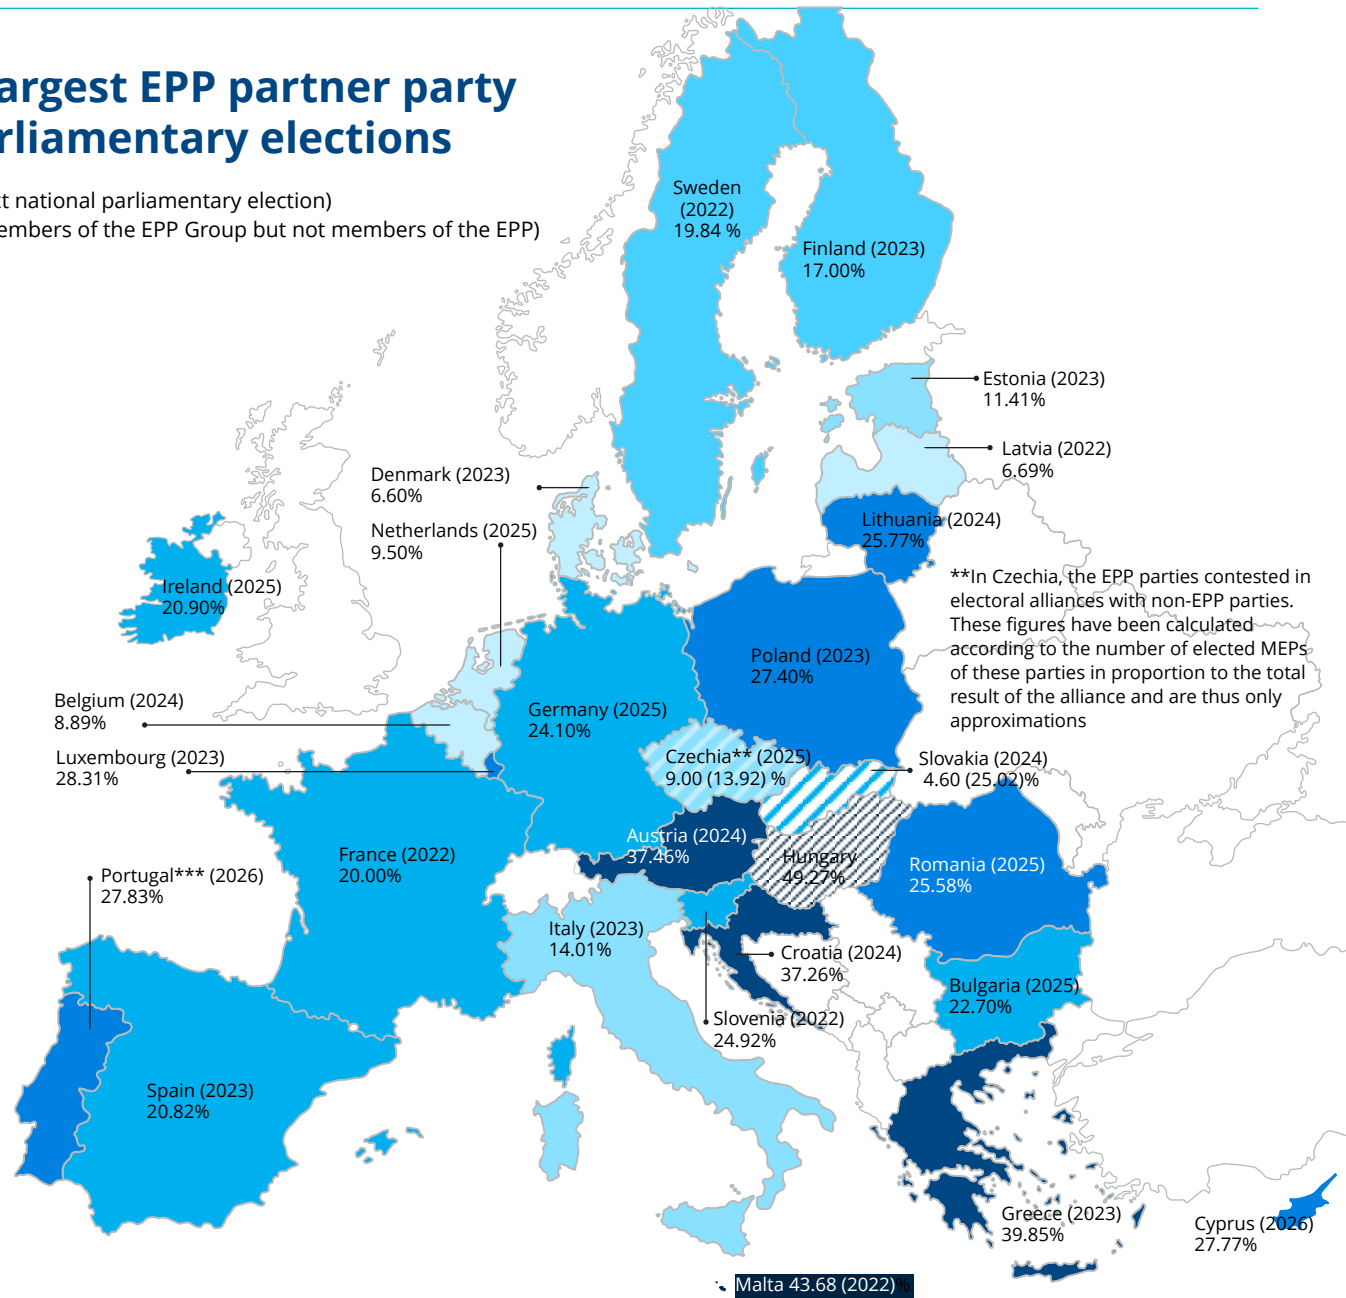 argest EPP partner party
rliamentary elections
t national parliamentary election)
embers of the EPP Group but not members of the EPP)
Sweden
(2022)
19.84 %
Finland (2023)
17.00%
Estonia (2023)
11.41%
Latvia (2022)
6.69%
Denmark (2023)
6.60%
Netherlands (2025)
9.50%
Lithuania (2024)
25.77%
Ireland (2025)
20.90%
**In Czechia, the EPP parties contested in
electoral alliances with non-EPP parties.
These figures have been calculated
according to the number of elected MEPs
of these parties in proportion to the total
result of the alliance and are thus only
approximations
Poland (2023)
27.40%
Belgium (2024)
8.89%
Germany (2025)
24.10%
Luxembourg (2023)
28.31%
Czechia** (2025)
9.00 (13.92) %
Slovakia (2024)
4.60 (25.02)%
Austria (2024)
37.46%
France (2022)
20.00%
Hungary
49.27%
Romania (2025)
25.58%
Portugal*** (2026)
27.83%
Italy (2023)
14.01%
Croatia (2024)
37.26%
Bulgaria (2025)
22.70%
Slovenia (2022)
24.92%
Spain (2023)
20.82%
Greece (2023)
39.85%
Cyprus (2026)
27.77%
Malta 43.68 (2022)%